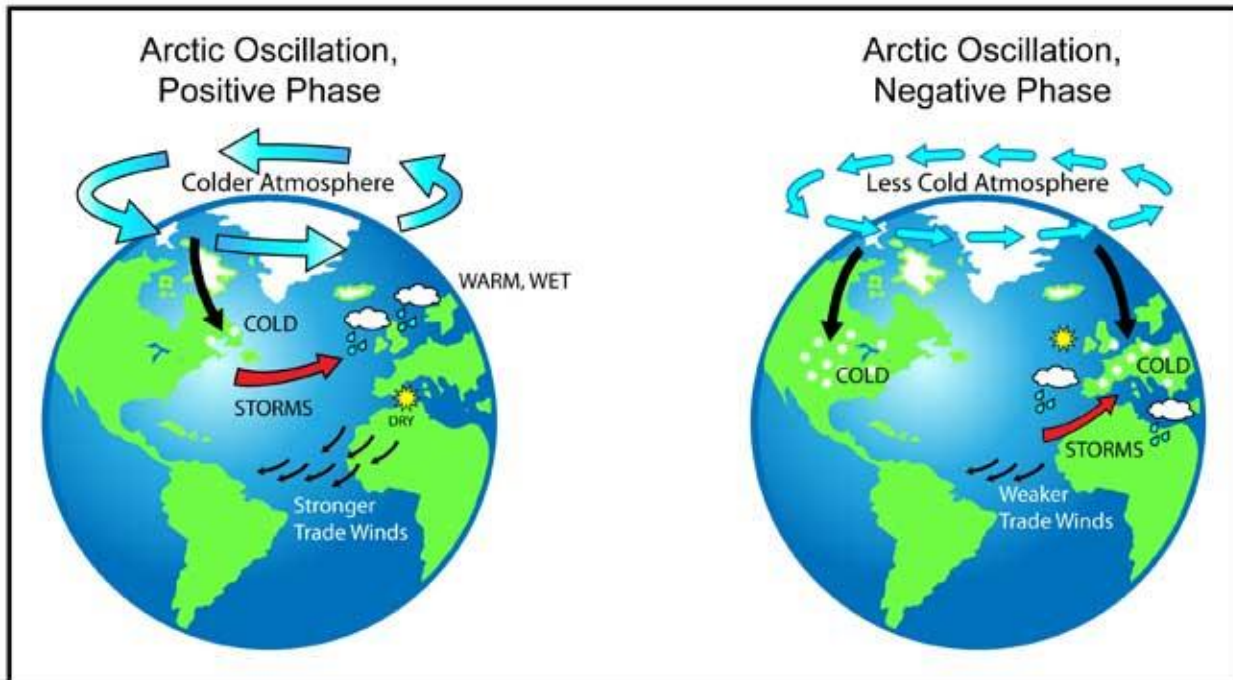 Arctic Oscillation,
Positive Phase
Colder Atmosphere
WARM, WET
COLD
STORMS
DRY
Stronger
Trade Winds
Arctic Oscillation,
Negative Phase
Less Cold Atmosphere
COLD
COLD
STORMS
Weaker
Trade Winds